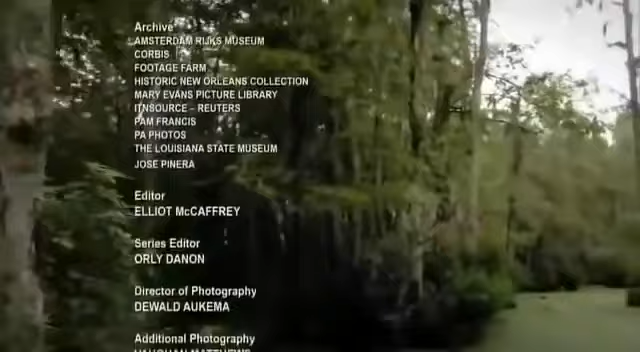 Archive
AMSTERDAM RIJKS MUSEUM
CORBIS
FOOTAGE FARM
HISTORIC NEW ORLEANS COLLECTION
MARY EVANS PICTURE LIBRARY
ITNSOURCE – REUTERS
PAM FRANCIS
PA PHOTOS
THE LOUISIANA STATE MUSEUM
JOSE PINERA
Editor
ELLIOT McCAFFREY
Series Editor
ORLY DANON
Director of Photography
DEWALD AUKEMA
Additional Photography
VAUGHAN MATTHEWS